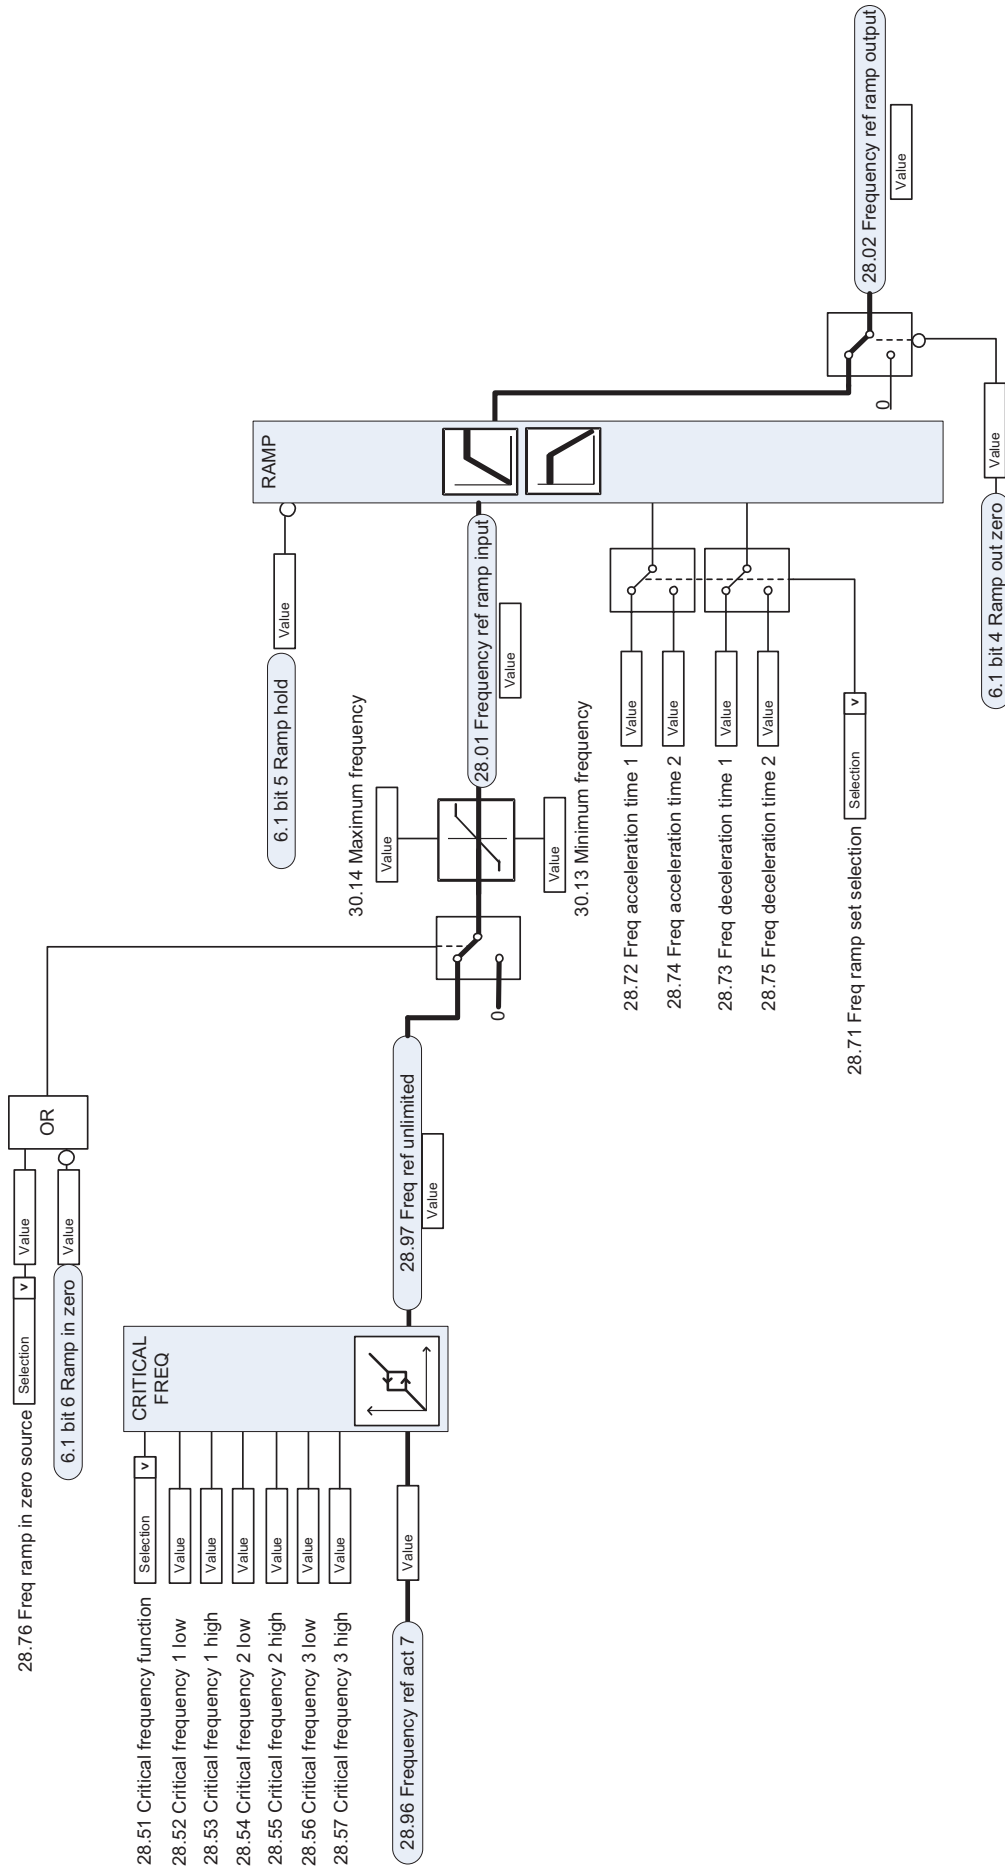 28.76 Freq ramp in zero source
Selection
v
Value
6.1 bit 6 Ramp in zero
Value
OR
28.51 Critical frequency function
Selection
v
28.52 Critical frequency 1 low
Value
28.53 Critical frequency 1 high
Value
28.54 Critical frequency 2 low
Value
28.55 Critical frequency 2 high
Value
28.56 Critical frequency 3 low
Value
28.57 Critical frequency 3 high
Value
28.96 Frequency ref act 7
Value
CRITICAL
FREQ
28.97 Freq ref unlimited
Value
0
30.14 Maximum frequency
Value
30.13 Minimum frequency
Value
28.01 Frequency ref ramp input
Value
6.1 bit 5 Ramp hold
Value
RAMP
28.72 Freq acceleration time 1
Value
28.74 Freq acceleration time 2
Value
28.73 Freq deceleration time 1
Value
28.75 Freq deceleration time 2
Value
28.71 Freq ramp set selection
Selection
v
0
28.02 Frequency ref ramp output
Value
6.1 bit 4 Ramp out zero
Value